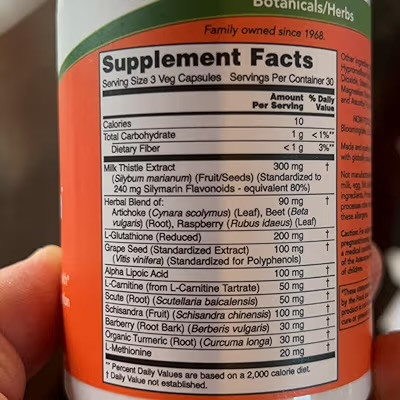 Botanicals/Herbs
Family owned since 1968.
Supplement Facts
Serving Size 3 Veg Capsules Servings Per Container 30
Amount Per Serving % Daily Value
Calories 10
Total Carbohydrate 1 g <1%**
Dietary Fiber <1 g 3%**
Milk Thistle Extract 300 mg †
(Silybum marianum) (Fruit/Seeds) (Standardized to
240 mg Silymarin Flavonoids - equivalent 80%)
Herbal Blend of: 90 mg †
Artichoke (Cynara scolymus) (Leaf), Beet (Beta
vulgaris) (Root), Raspberry (Rubus idaeus) (Leaf)
L-Glutathione (Reduced) 200 mg †
Grape Seed (Standardized Extract) 100 mg †
(Vitis vinifera) (Standardized for Polyphenols)
Alpha Lipoic Acid 100 mg †
L-Carnitine (from L-Carnitine Tartrate) 50 mg †
Scute (Root) (Scutellaria baicalensis) 50 mg †
Schisandra (Fruit) (Schisandra chinensis) 100 mg †
Barberry (Root Bark) (Berberis vulgaris) 30 mg †
Organic Turmeric (Root) (Curcuma longa) 30 mg †
L-Methionine 20 mg †
** Percent Daily Values are based on a 2,000 calorie diet.
† Daily Value not established.